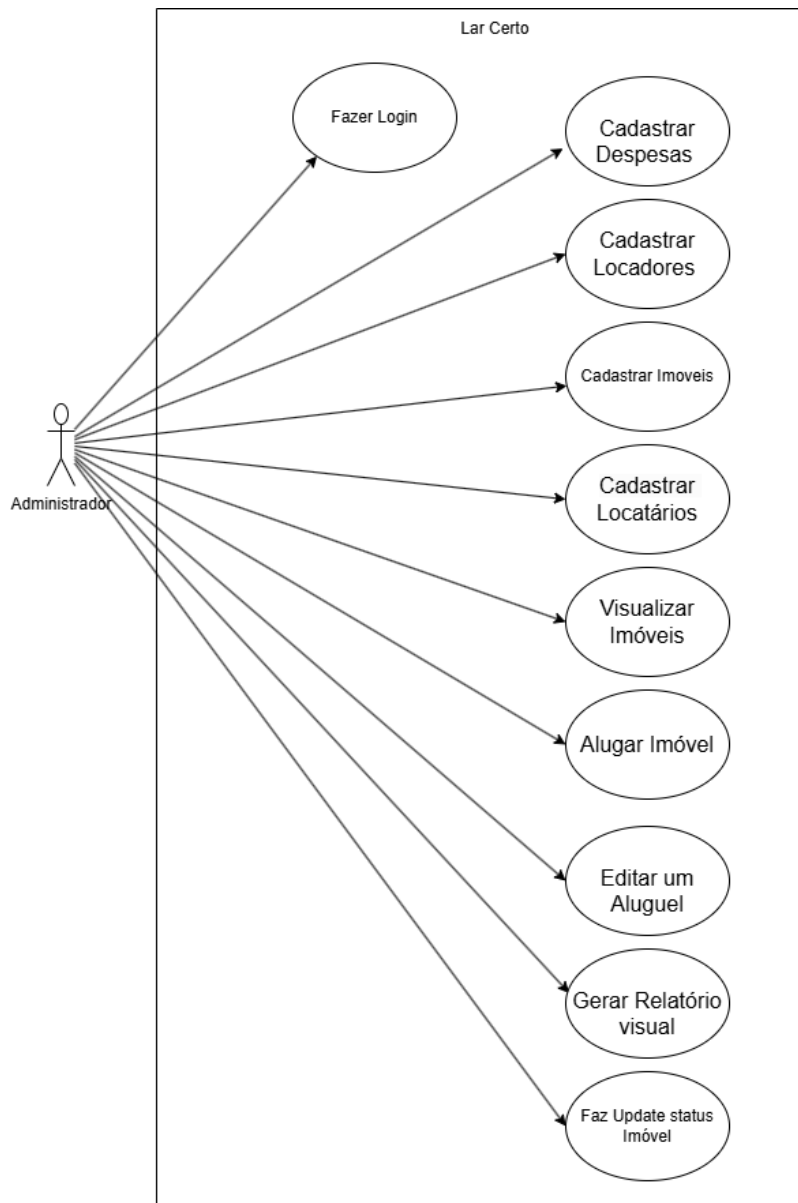 Lar Certo
Fazer Login
Cadastrar
Despesas
Cadastrar
Locadores
Cadastrar Imoveis
Administrador
Cadastrar
Locatários
Visualizar
Imóveis
Alugar Imóvel
Editar um
Aluguel
Gerar Relatório
visual
Faz Update status
Imóvel